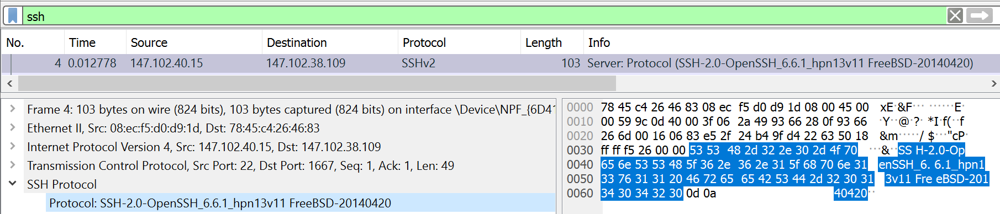 ssh
No. Time Source Destination Protocol Length Info
4 0.012778 147.102.40.15 147.102.38.109 SSHv2 103 Server: Protocol (SSH-2.0-OpenSSH_6.6.1_hpn13v11 FreeBSD-20140420)
Frame 4: 103 bytes on wire (824 bits), 103 bytes captured (824 bits) on interface \Device\NPF_{6D41
Ethernet II, Src: 08:ec:f5:d0:d9:1d, Dst: 78:45:c4:26:46:83
Internet Protocol Version 4, Src: 147.102.40.15, Dst: 147.102.38.109
Transmission Control Protocol, Src Port: 22, Dst Port: 1667, Seq: 1, Ack: 1, Len: 49
SSH Protocol
Protocol: SSH-2.0-OpenSSH_6.6.1_hpn13v11 FreeBSD-20140420
0000 78 45 c4 26 46 83 08 ec f5 d0 d9 1d 08 00 45 00 xE·&F··· ······E·
0010 00 59 9c 0d 40 00 3f 06 2a 49 93 66 28 0f 93 66 ·Y··@·?· *I·f(··f
0020 26 6d 00 16 06 83 e5 2f 24 b4 9f d4 22 63 50 18 &m·····/ $···"cP·
0030 ff ff f5 26 00 00 53 53 48 2d 32 2e 30 2d 4f 70 ···&··SS H-2.0-Op
0040 65 6e 53 53 48 5f 36 2e 36 2e 31 5f 68 70 6e 31 enSSH_6. 6.1_hpn1
0050 33 76 31 31 20 46 72 65 65 42 53 44 2d 32 30 31 3v11 Fre eBSD-201
0060 34 30 34 32 30 0d 0a 40420··